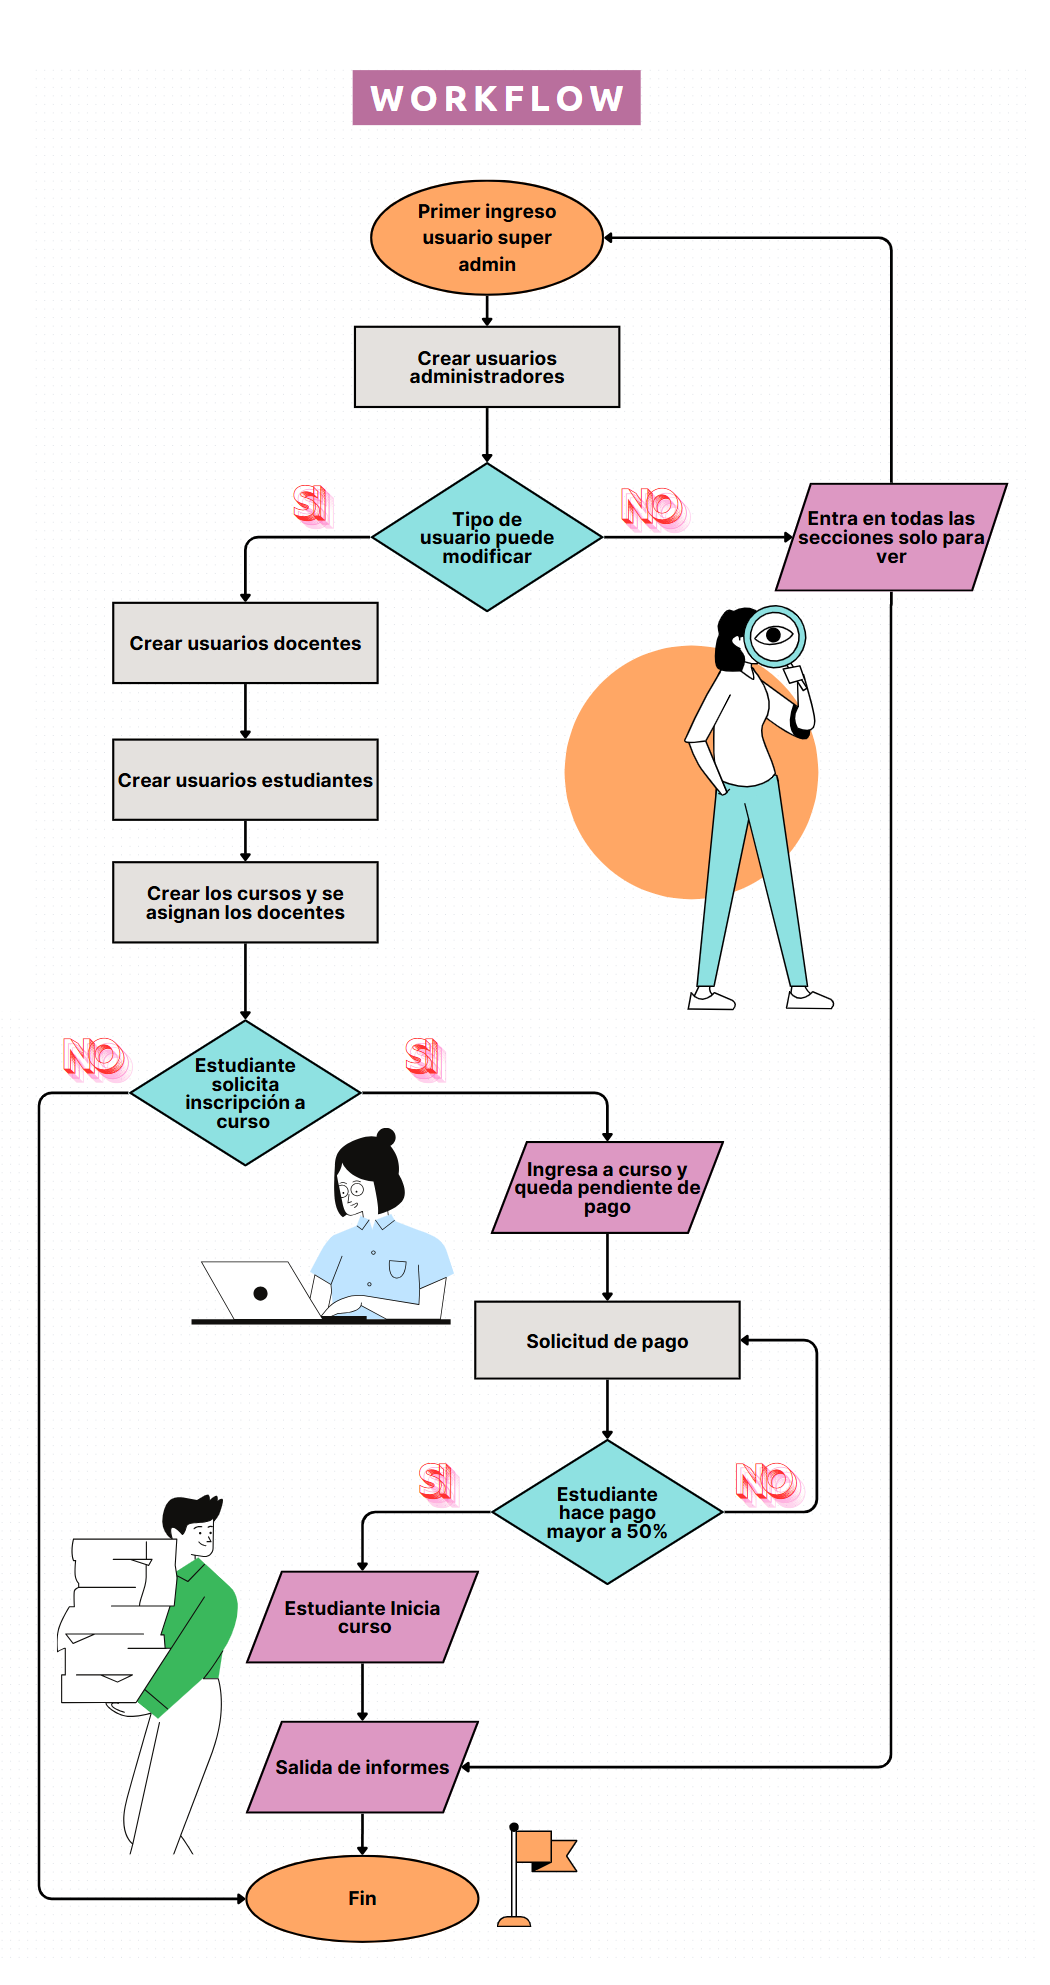 WORKFLOW
Primer ingreso
usuario super
admin
Crear usuarios
administradores
SI
NO
Tipo de
usuario puede
modificar
Entra en todas las
secciones solo para
ver
Crear usuarios docentes
Crear usuarios estudiantes
Crear los cursos y se
asignan los docentes
NO
SI
Estudiante
solicita
inscripción a
curso
Ingresa a curso y
queda pendiente de
pago
Solicitud de pago
SI
NO
Estudiante
hace pago
mayor a 50%
Estudiante Inicia
curso
Salida de informes
Fin